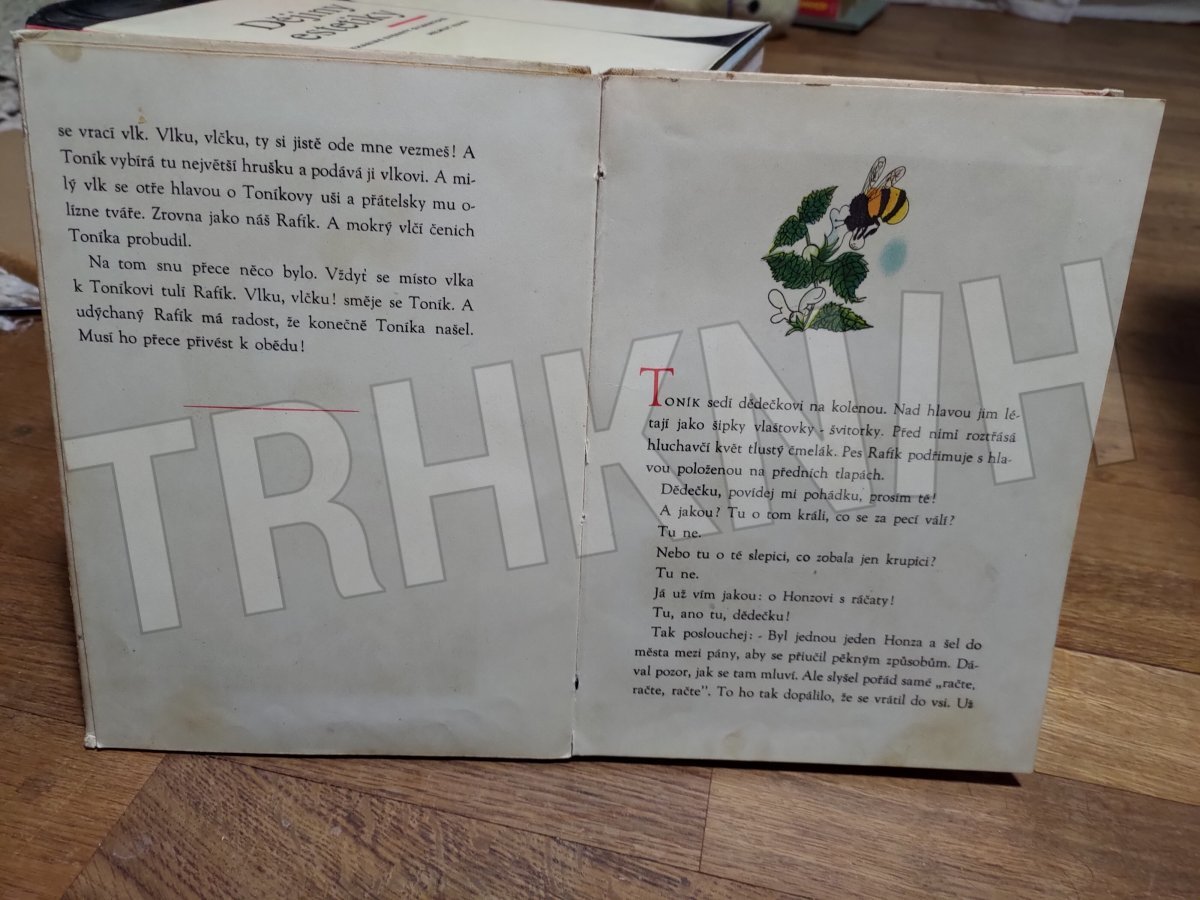 Dějiny
estetiky
se vrací vlk. Vlku, vlčku, ty si jistě ode mne vezmeš! A
Toník vybírá tu největší hrušku a podává ji vlkovi. A mi-
lý vlk se otře hlavou o Toníkovy uši a přátelsky mu o-
lízne tváře. Zrovna jako náš Rafík. A mokrý vlčí čenich
Toníka probudil.
Na tom snu přece něco bylo. Vždyť se místo vlka
k Toníkovi tulí Rafík. Vlku, vlčku! směje se Toník. A
udýchaný Rafík má radost, že konečně Toníka našel.
Musí ho přece přivést k obědu!
TONÍK sedí dědečkovi na kolenou. Nad hlavou jim lé-
tají jako šipky vlaštovky - švitorky. Před nimi roztřásá
hluchavčí květ tlustý čmelák. Pes Rafík podřimuje s hla-
vou položenou na předních tlapách.
Dědečku, povídej mi pohádku, prosím tě!
A jakou? Tu o tom králi, co se za pecí válí?
Tu ne.
Nebo tu o té slepici, co zobala jen krupici?
Tu ne.
Já už vím jakou: o Honzovi s ráčaty!
Tu, ano tu, dědečku!
Tak poslouchej: - Byl jednou jeden Honza a šel do
města mezi pány, aby se přiučil pěkným způsobům. Dá-
val pozor, jak se tam mluví. Ale slyšel pořád samé „račte,
račte, račte". To ho tak dopálilo, že se vrátil do vsi. Už
TRHKNIH